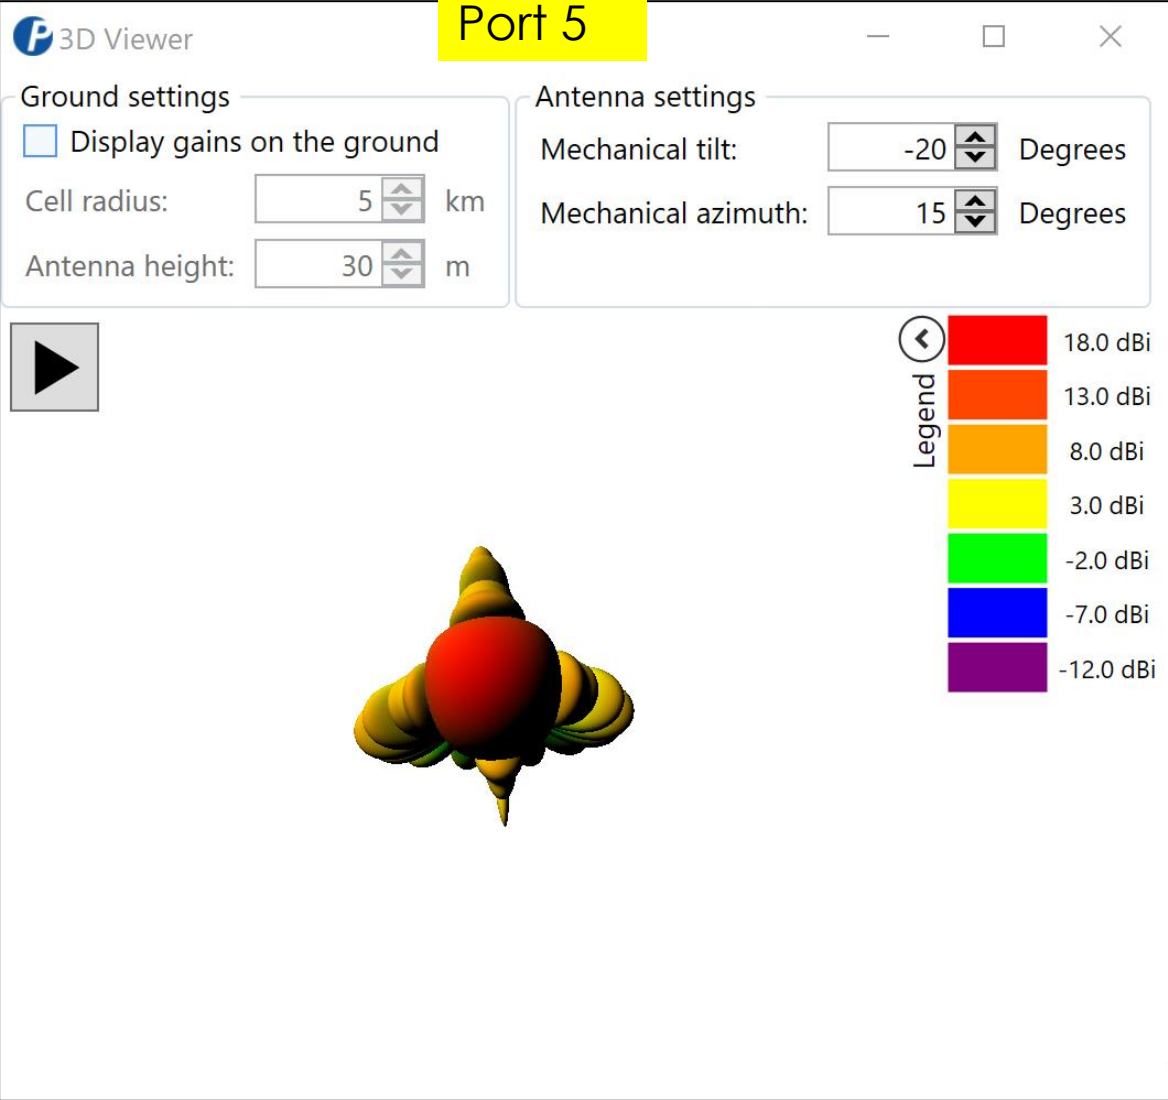 Port 5
3D Viewer
Ground settings
Display gains on the ground
Cell radius: 5 km
Antenna height: 30 m
Antenna settings
Mechanical tilt: -20 Degrees
Mechanical azimuth: 15 Degrees
Legend
18.0 dBi
13.0 dBi
8.0 dBi
3.0 dBi
-2.0 dBi
-7.0 dBi
-12.0 dBi